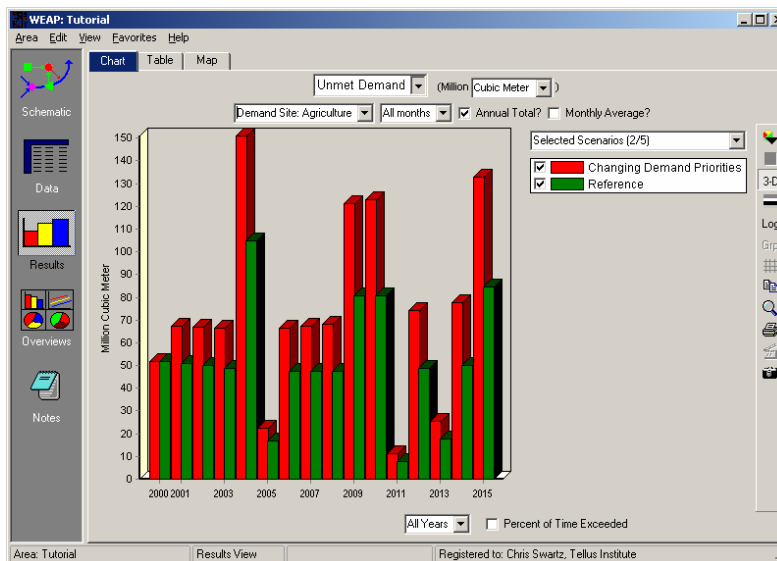 WEAP: Tutorial
Area Edit View Favorites Help
Chart Table Map
Unmet Demand (Million Cubic Meter )
Demand Site: Agriculture All months Annual Total? Monthly Average?
Selected Scenarios (2/5)
Changing Demand Priorities
Reference
Schematic
Data
Results
Overviews
Notes
Million Cubic Meter
150
140
130
120
110
100
90
80
70
60
50
40
30
20
10
0
2000 2001 2003 2005 2007 2009 2011 2013 2015
3-D
Log
Grp
All Years Percent of Time Exceeded
Area: Tutorial Results View Registered to: Chris Swartz, Tellus Institute